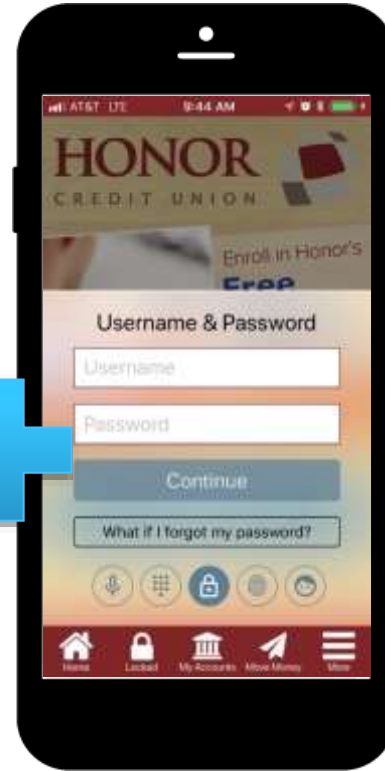 AT&T LTE 9:44 AM
HONOR
CREDIT UNION
Enroll in Honor's
Free
Username & Password
Username
Password
Continue
What if I forgot my password?
Home Locked My Accounts Move Money More